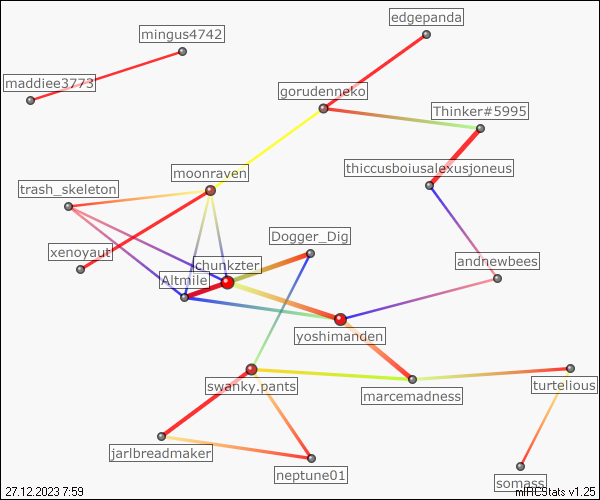 edgepanda
mingus4742
maddiee3773
gorudenneko
Thinker#5995
thiccusboiusalexusjoneus
moonraven
trash_skeleton
Dogger_Dig
xenoyaut
chunkzter
andnewbees
Altmile
yoshimanden
swanky.pants
turtelious
marcemadness
jarlbreadmaker
neptune01
somass
27.12.2023 7:59
mIRCStats v1.25